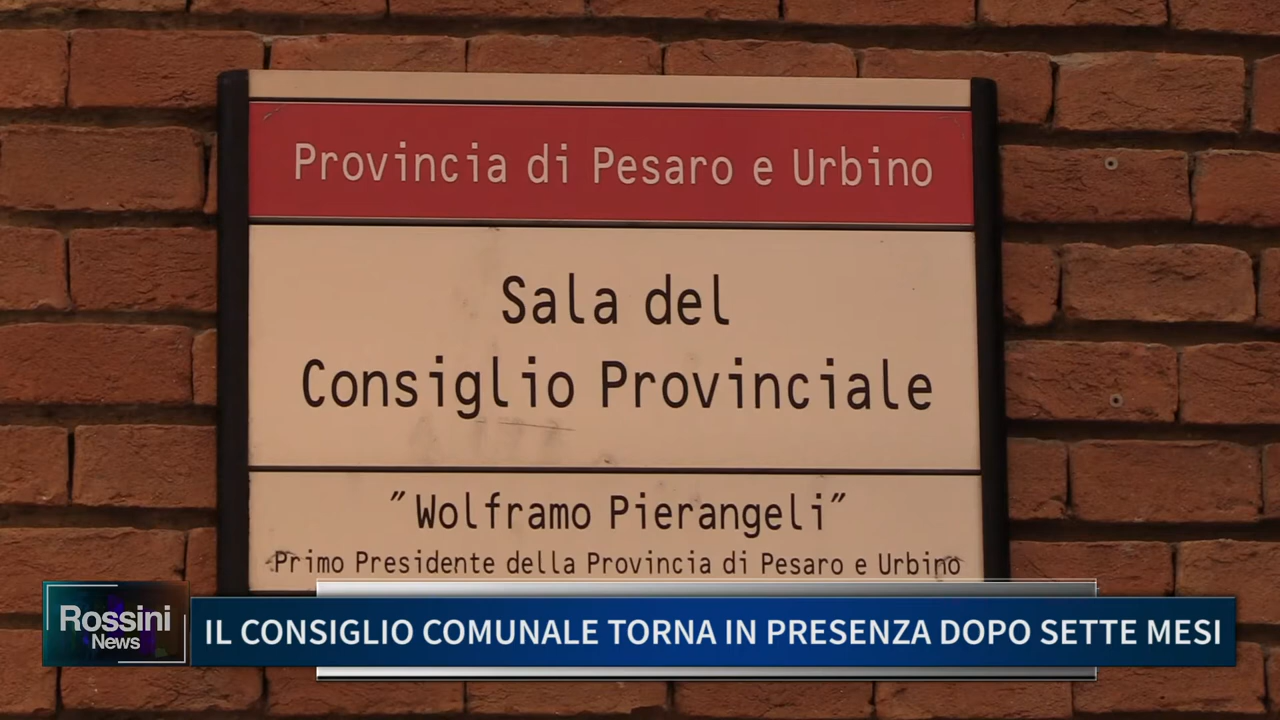 Provincia di Pesaro e Urbino
Sala del
Consiglio Provinciale
"Wolframo Pierangeli"
Primo Presidente della Provincia di Pesaro e Urbino
Rossini
News
IL CONSIGLIO COMUNALE TORNA IN PRESENZA DOPO SETTE MESI